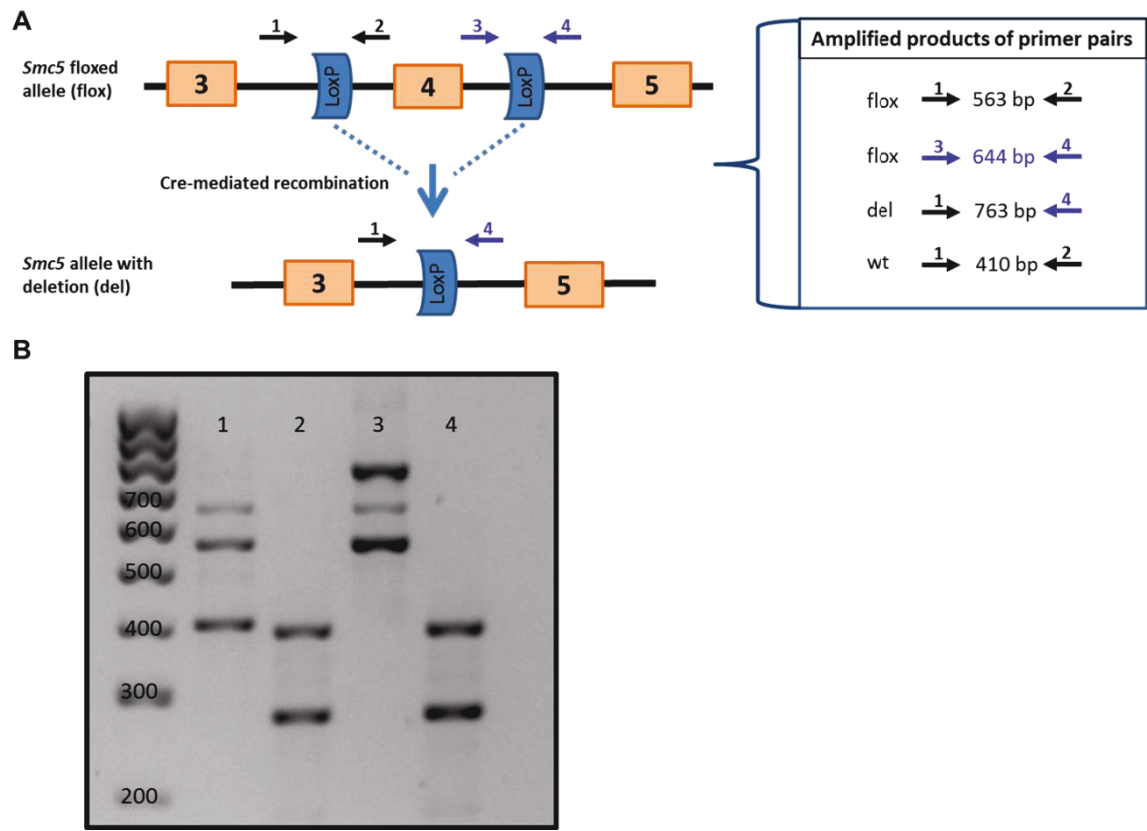 A
1 2 3 4
Smc5 floxed
allele (flox)
3 LoxP 4 LoxP 5
Cre-mediated recombination
1 4
Smc5 allele with
deletion (del)
3 LoxP 5
Amplified products of primer pairs
flox 1 563 bp 2
flox 3 644 bp 4
del 1 763 bp 4
wt 1 410 bp 2
B
1 2 3 4
700
600
500
400
300
200